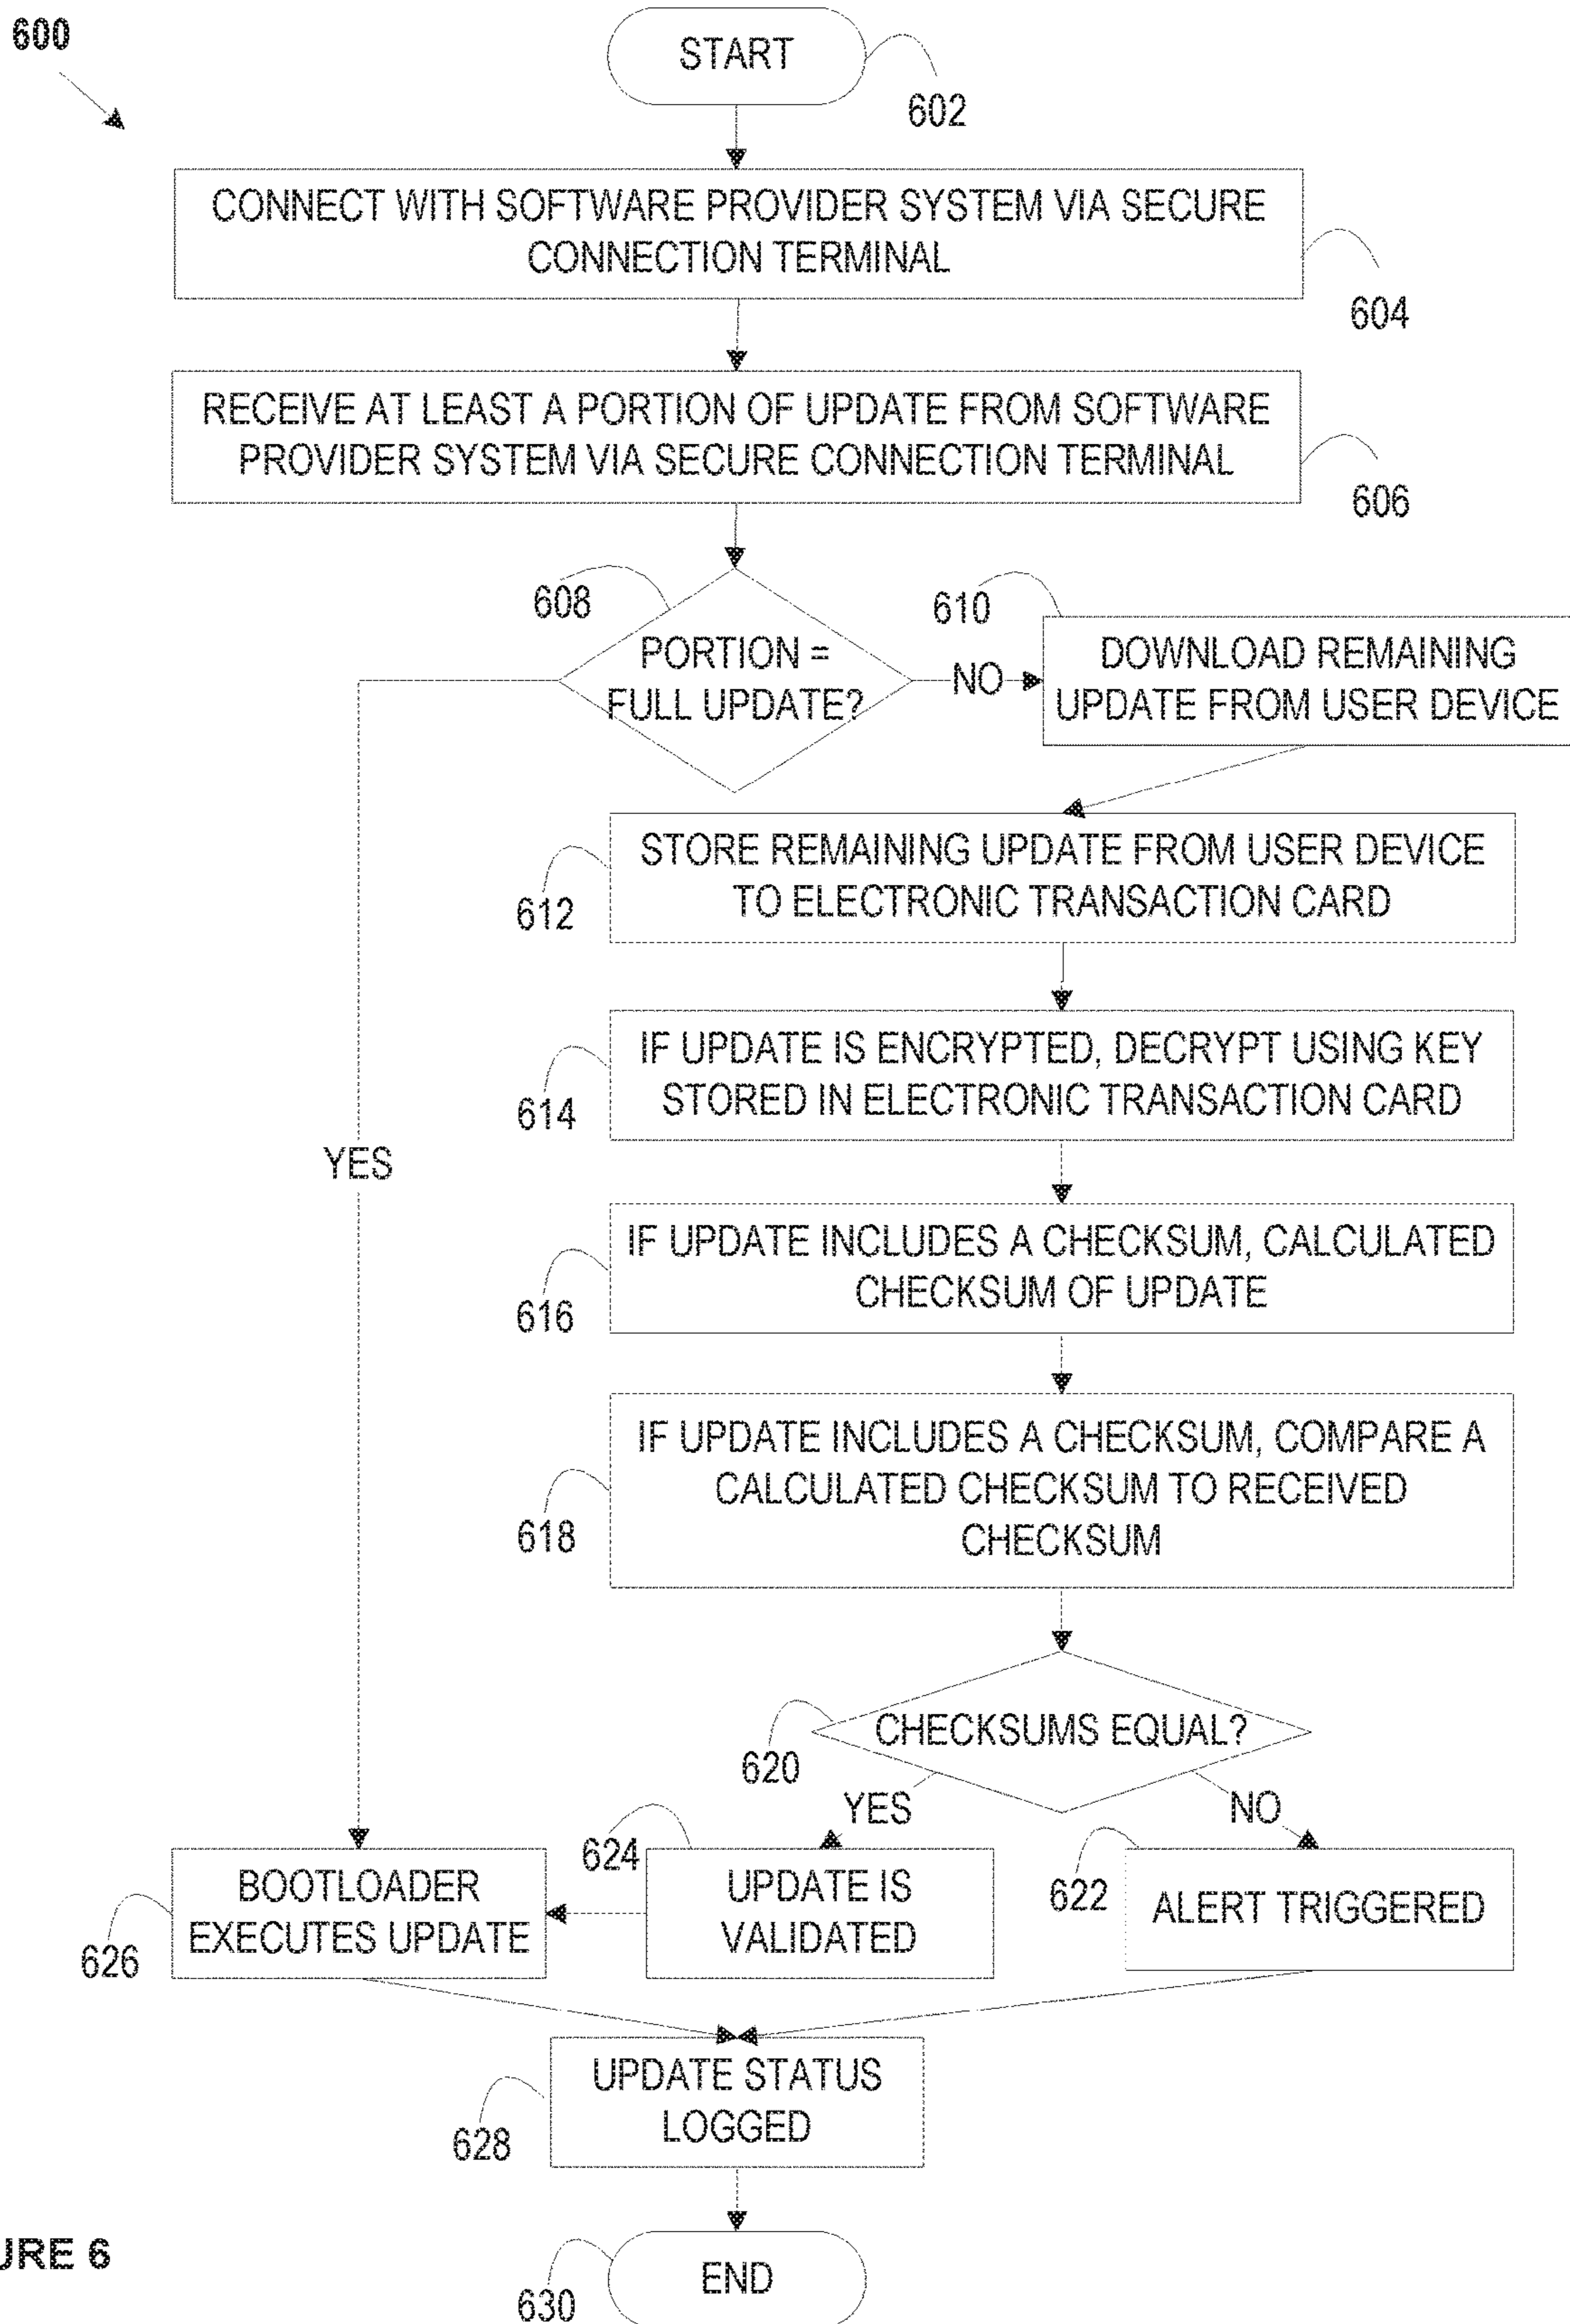 600
START
602
CONNECT WITH SOFTWARE PROVIDER SYSTEM VIA SECURE
CONNECTION TERMINAL
604
RECEIVE AT LEAST A PORTION OF UPDATE FROM SOFTWARE
PROVIDER SYSTEM VIA SECURE CONNECTION TERMINAL
606
608
PORTION =
FULL UPDATE?
NO
610
DOWNLOAD REMAINING
UPDATE FROM USER DEVICE
STORE REMAINING UPDATE FROM USER DEVICE
TO ELECTRONIC TRANSACTION CARD
612
IF UPDATE IS ENCRYPTED, DECRYPT USING KEY
STORED IN ELECTRONIC TRANSACTION CARD
614
YES
IF UPDATE INCLUDES A CHECKSUM, CALCULATED
CHECKSUM OF UPDATE
616
IF UPDATE INCLUDES A CHECKSUM, COMPARE A
CALCULATED CHECKSUM TO RECEIVED
CHECKSUM
618
CHECKSUMS EQUAL?
620
YES
NO
624
UPDATE IS
VALIDATED
622
ALERT TRIGGERED
BOOTLOADER
EXECUTES UPDATE
626
UPDATE STATUS
LOGGED
628
END
630
URE 6